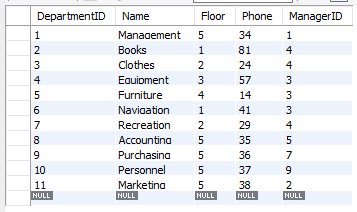 DepartmentID Name Floor Phone ManagerID
1 Management 5 34 1
2 Books 1 81 4
3 Clothes 2 24 4
4 Equipment 3 57 3
5 Furniture 4 14 3
6 Navigation 1 41 3
7 Recreation 2 29 4
8 Accounting 5 35 5
9 Purchasing 5 36 7
10 Personnel 5 37 9
11 Marketing 5 38 2
NULL NULL NULL NULL NULL